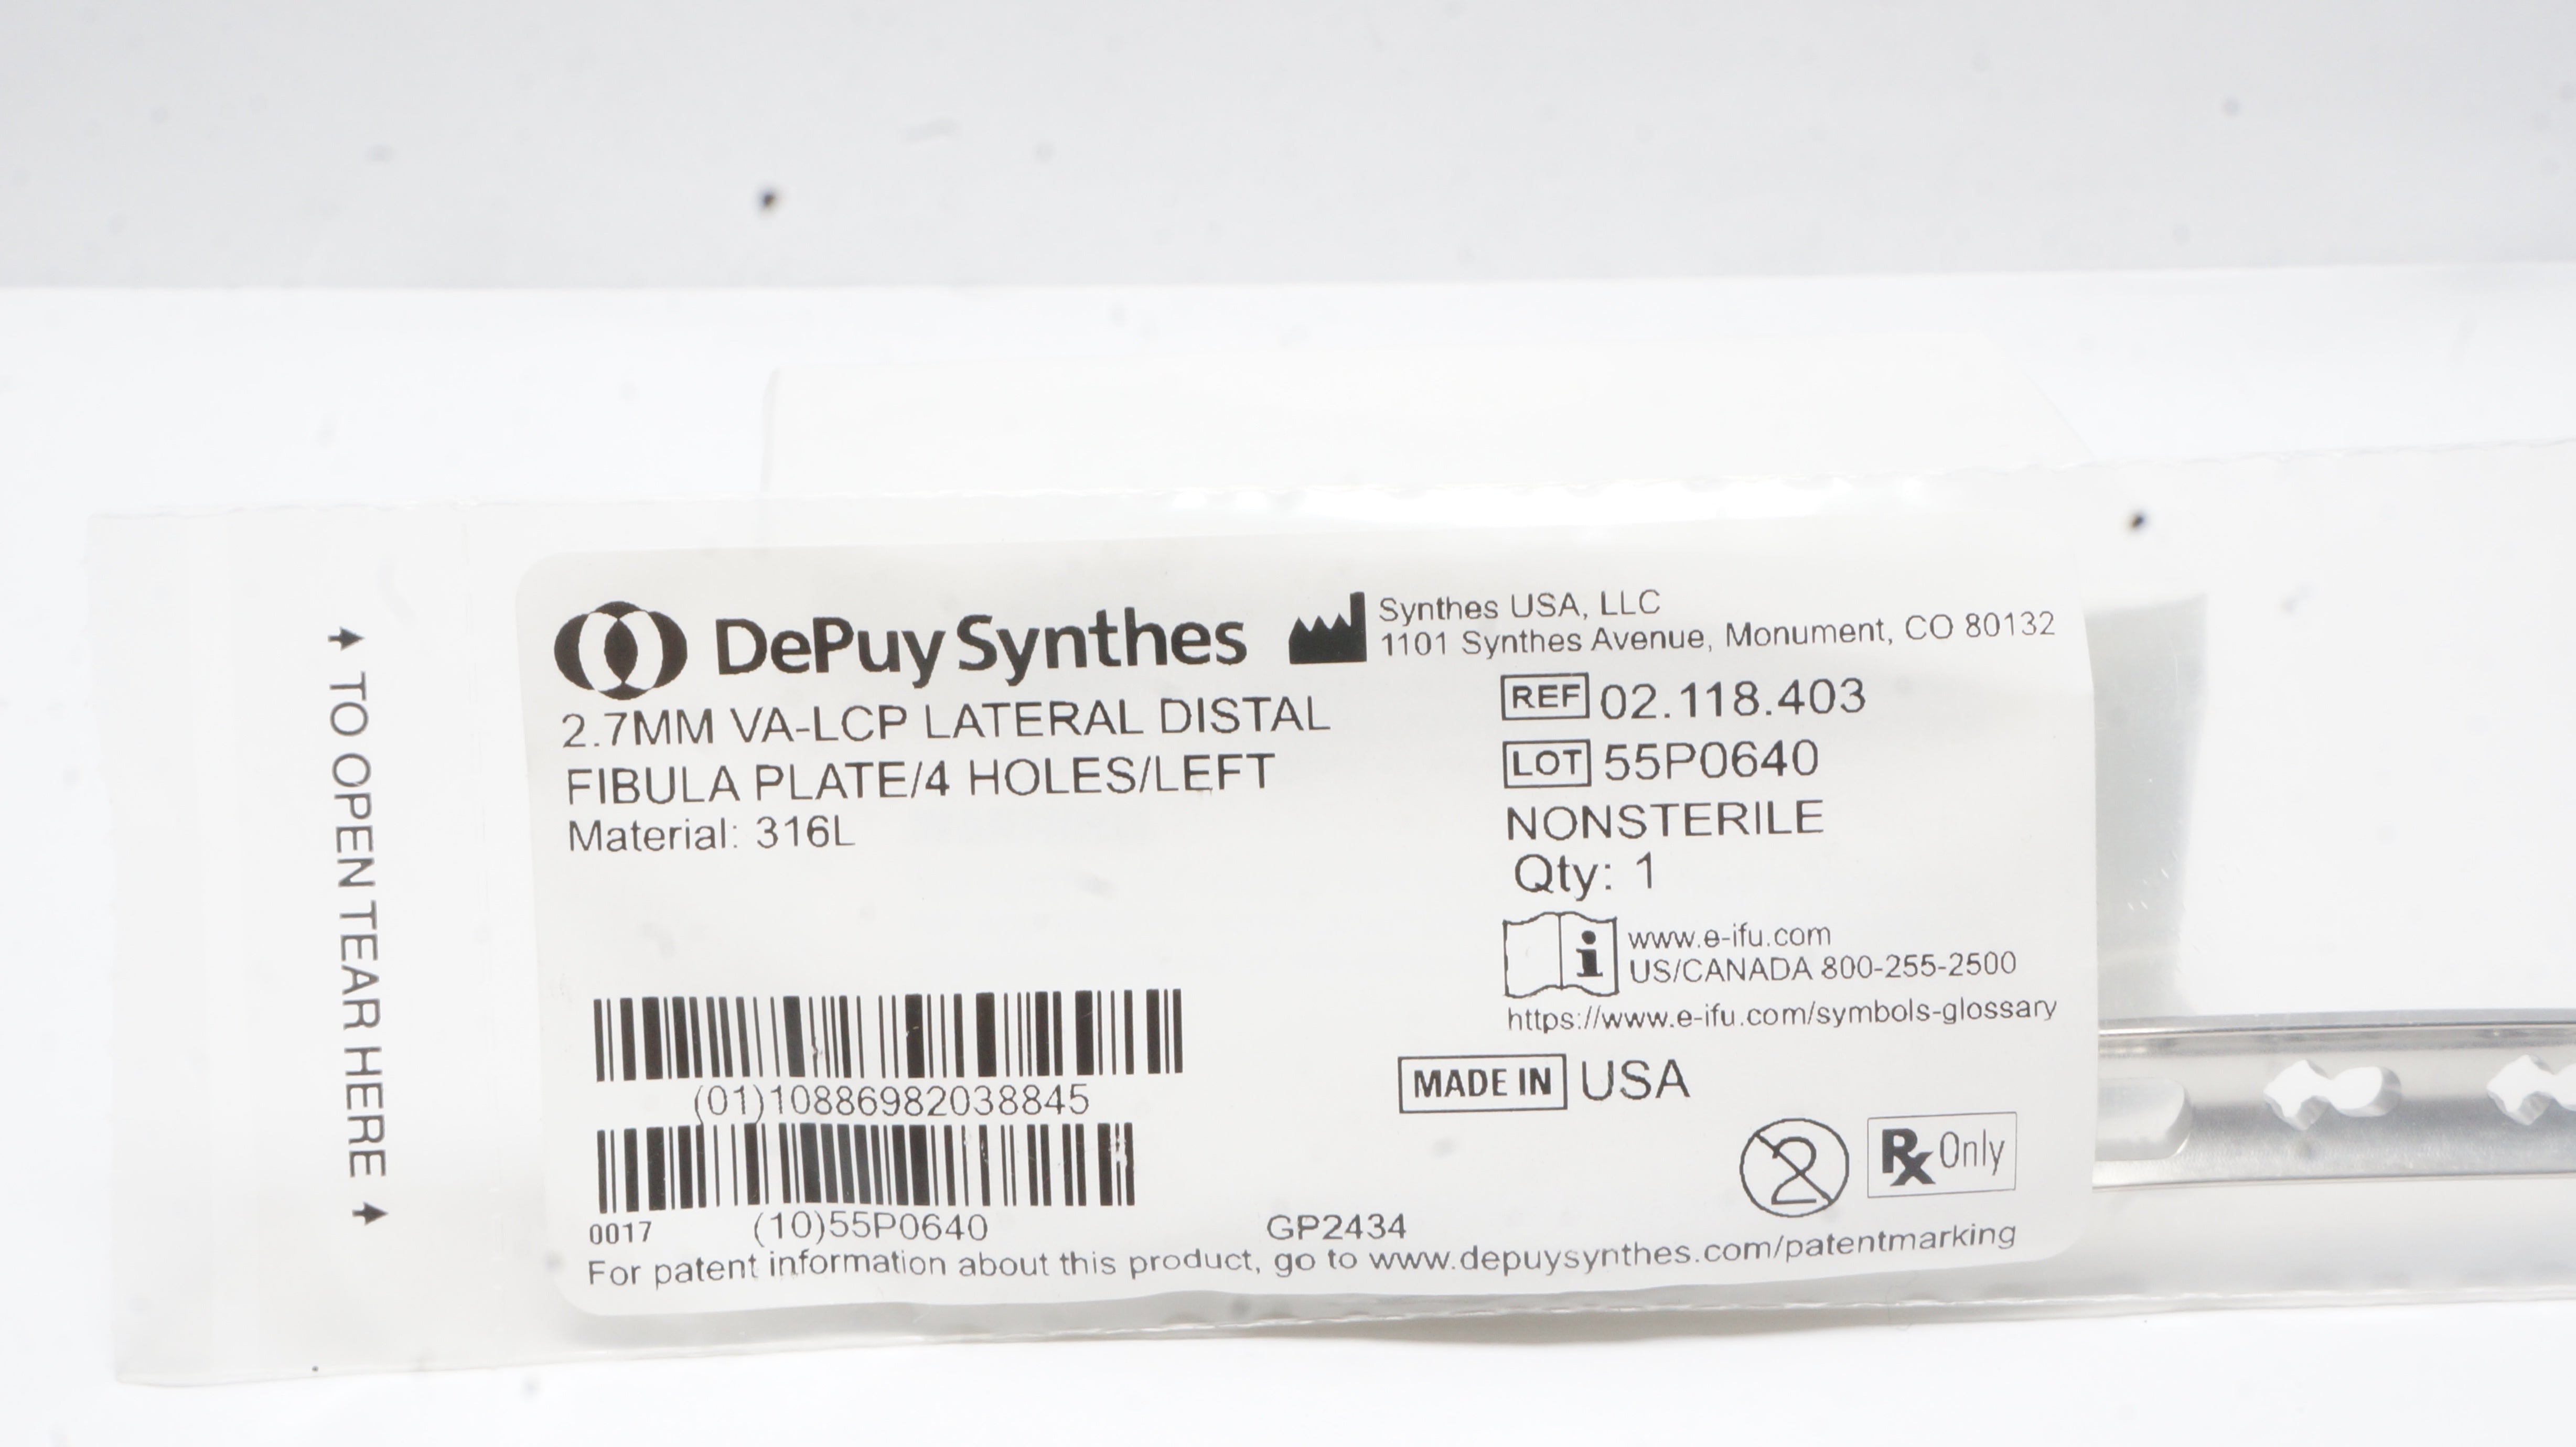 TO OPEN TEAR HERE
DePuy Synthes
Synthes USA, LLC
1101 Synthes Avenue, Monument, CO 80132
2.7MM VA-LCP LATERAL DISTAL
FIBULA PLATE/4 HOLES/LEFT
Material: 316L
REF 02.118.403
LOT 55P0640
NONSTERILE
Qty: 1
www.e-ifu.com
US/CANADA 800-255-2500
https://www.e-ifu.com/symbols-glossary
(01)10886982038845
MADE IN USA
2
Rx Only
0017 (10)55P0640 GP2434
For patent information about this product, go to www.depuysynthes.com/patentmarking